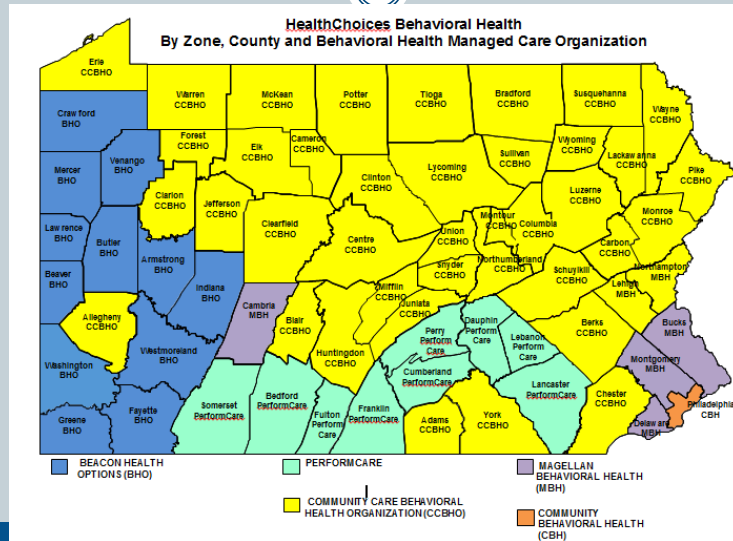 HealthChoices Behavioral Health
By Zone, County and Behavioral Health Managed Care Organization
Erie
CCBHO
Warren
CCBHO
McKean
CCBHO
Potter
CCBHO
Tioga
CCBHO
Bradford
CCBHO
Susquehanna
CCBHO
Wayne
CCBHO
Crawford
BHO
Forest
CCBHO
Elk
CCBHO
Cameron
CCBHO
Sullivan
CCBHO
Wyoming
CCBHO
Lackawanna
CCBHO
Mercer
BHO
Venango
BHO
Clinton
CCBHO
Lycoming
CCBHO
Pike
CCBHO
Clarion
CCBHO
Jefferson
CCBHO
Luzerne
CCBHO
Monroe
CCBHO
Lawrence
BHO
Butler
BHO
Clearfield
CCBHO
Centre
CCBHO
Union
CCBHO
Montour
CCBHO
Columbia
CCBHO
Carbon
CCBHO
Armstrong
BHO
Snyder
CCBHO
Northumberland
CCBHO
Schuylkill
CCBHO
Northampton
MBH
Beaver
BHO
Indiana
BHO
Mifflin
CCBHO
Lehigh
MBH
Cambria
MBH
Juniata
CCBHO
Allegheny
CCBHO
Blair
CCBHO
Perry
Perform
Care
Dauphin
Perform
Care
Lebanon
Perform
Care
Berks
CCBHO
Bucks
MBH
Westmoreland
BHO
Huntingdon
CCBHO
Montgomery
MBH
Washington
BHO
Cumberland
PerformCare
Lancaster
PerformCare
Chester
CCBHO
Philadelphia
CBH
Somerset
PerformCare
Bedford
PerformCare
Fulton
Perform
Care
Franklin
PerformCare
Adams
CCBHO
York
CCBHO
Delaware
MBH
Greene
BHO
Fayette
BHO
BEACON HEALTH
OPTIONS (BHO)
PERFORMCARE
COMMUNITY CARE BEHAVIORAL
HEALTH ORGANIZATION (CCBHO)
MAGELLAN
BEHAVIORAL HEALTH
(MBH)
COMMUNITY
BEHAVIORAL HEALTH
(CBH)